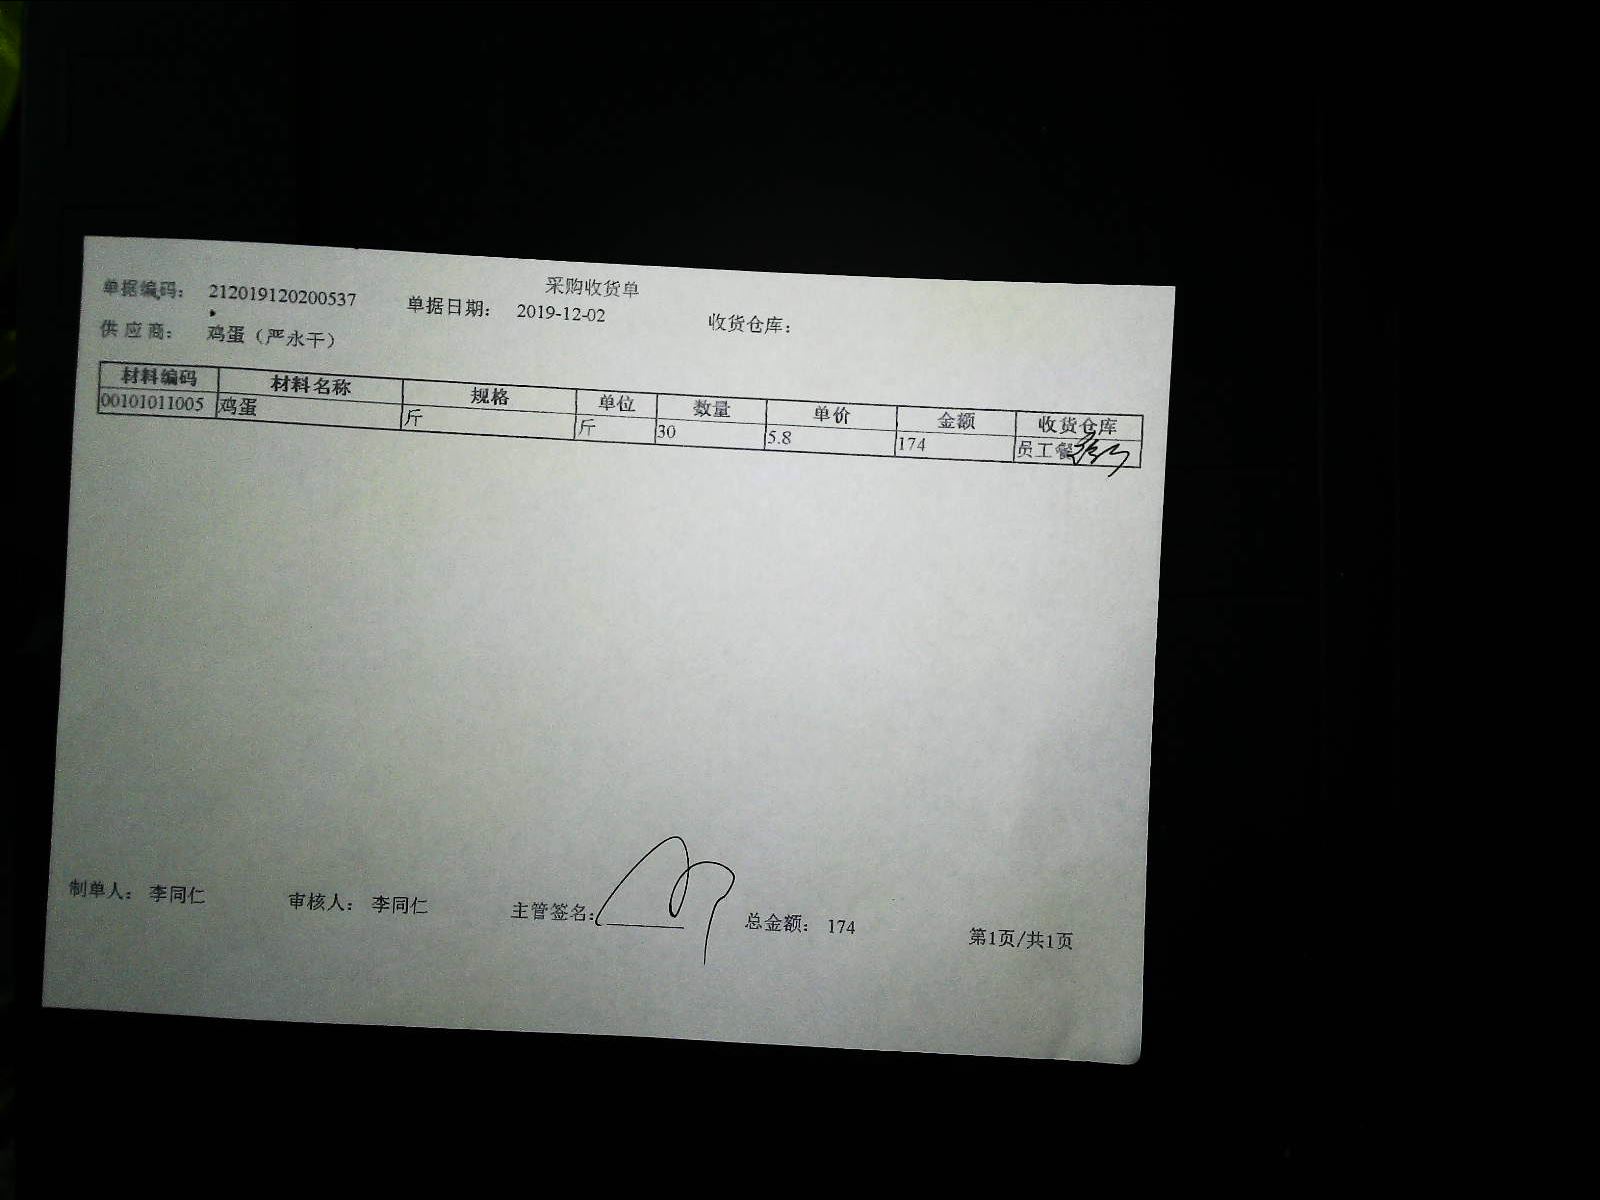 采购收货单
单据编码： 212019120200537 单据日期： 2019-12-02 收货仓库：
供 应 商： 鸡蛋（严永干）
材料编码 材料名称 规格 单位 数量 单价 金额 收货仓库
00101011005 鸡蛋 斤 斤 30 5.8 174 员工餐
制单人： 李同仁 审核人： 李同仁 主管签名： 总金额： 174 第1页/共1页